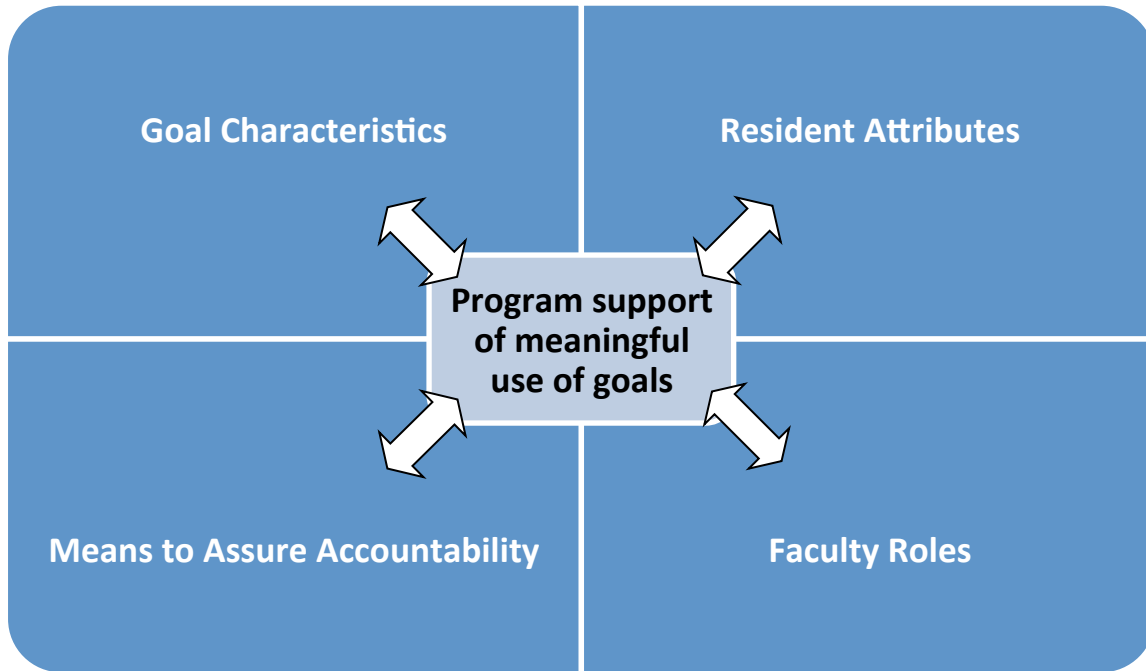 Goal Characteristics
Resident Attributes
Program support
of meaningful
use of goals
Means to Assure Accountability
Faculty Roles